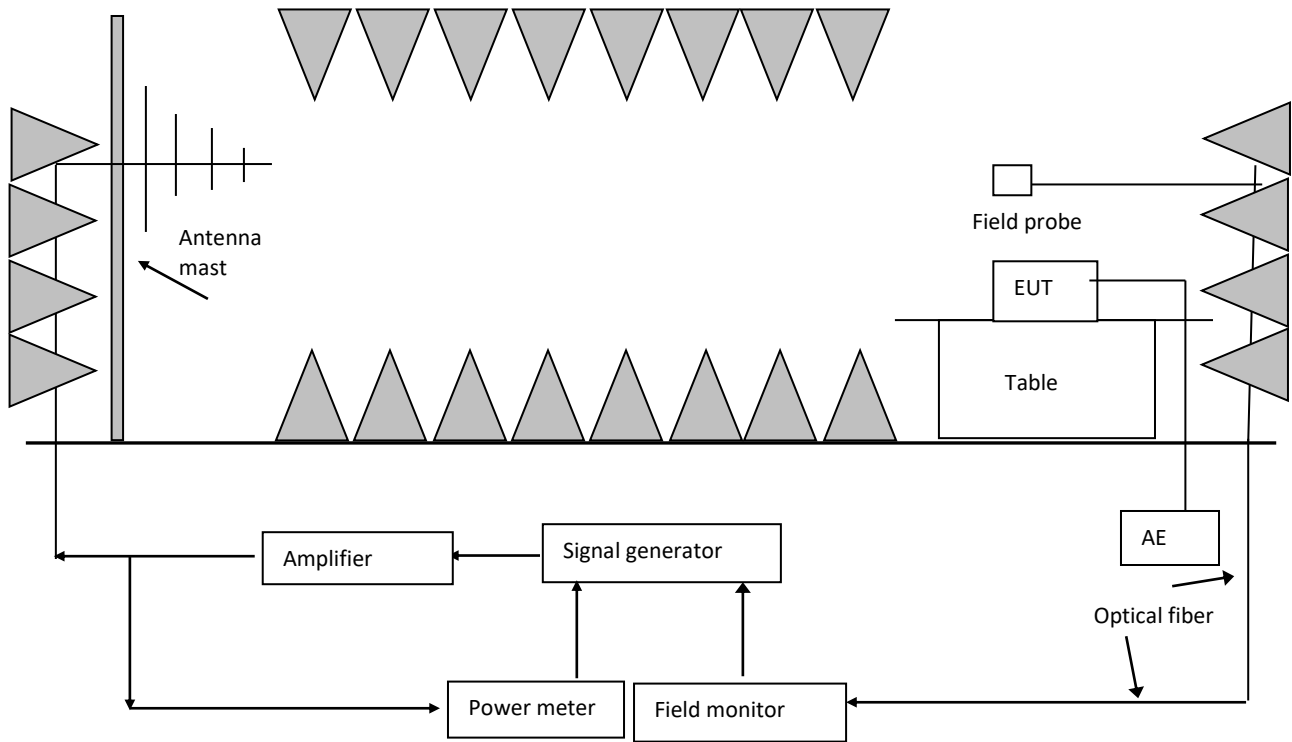 Antenna
mast
Field probe
EUT
Table
AE
Amplifier
Signal generator
Optical fiber
Power meter
Field monitor